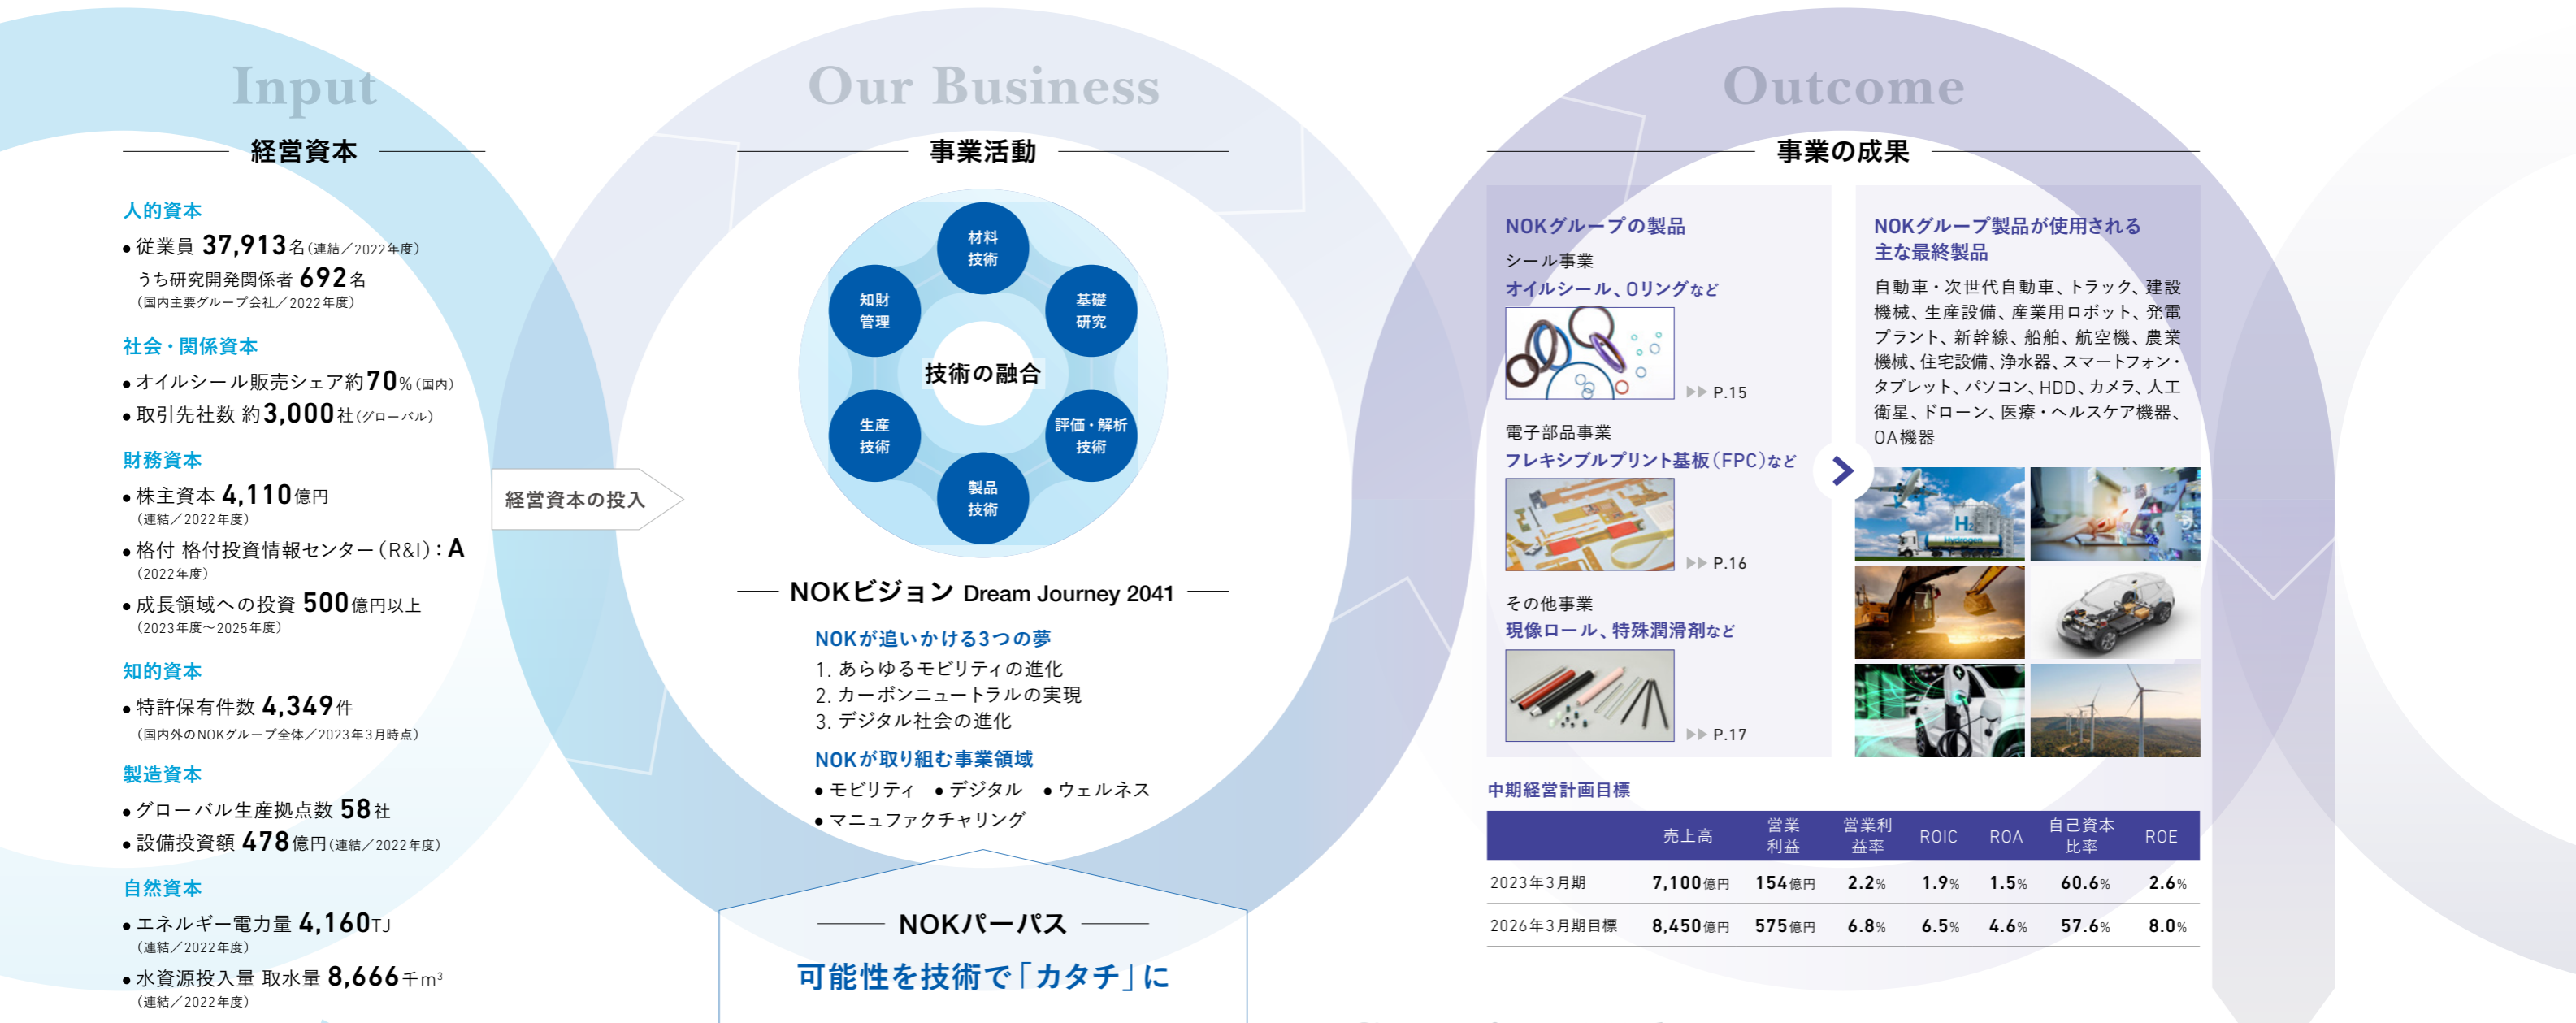 Input
経営資本
人的資本
● 従業員 37,913名(連結／2022年度)
うち研究開発関係者 692名
(国内主要グループ会社／2022年度)
社会・関係資本
● オイルシール販売シェア約70%(国内)
● 取引先社数 約3,000社(グローバル)
財務資本
● 株主資本 4,110億円
(連結／2022年度)
● 格付 格付投資情報センター(R&I)：A
(2022年度)
● 成長領域への投資 500億円以上
(2023年度～2025年度)
知的資本
● 特許保有件数 4,349件
(国内外のNOKグループ全体／2023年3月時点)
製造資本
● グローバル生産拠点数 58社
● 設備投資額 478億円(連結／2022年度)
自然資本
● エネルギー電力量 4,160TJ
(連結／2022年度)
● 水資源投入量 取水量 8,666千m³
(連結／2022年度)
経営資本の投入
Our Business
事業活動
材料
技術
基礎
研究
評価・解析
技術
製品
技術
生産
技術
知財
管理
技術の融合
NOKビジョン Dream Journey 2041
NOKが追いかける3つの夢
1. あらゆるモビリティの進化
2. カーボンニュートラルの実現
3. デジタル社会の進化
NOKが取り組む事業領域
● モビリティ ● デジタル ● ウェルネス
● マニュファクチャリング
NOKパーパス
可能性を技術で「カタチ」に
Outcome
事業の成果
NOKグループの製品
シール事業
オイルシール、Oリングなど
P.15
電子部品事業
フレキシブルプリント基板(FPC)など
P.16
その他事業
現像ロール、特殊潤滑剤など
P.17
NOKグループ製品が使用される
主な最終製品
自動車・次世代自動車、トラック、建設
機械、生産設備、産業用ロボット、発電
プラント、新幹線、船舶、航空機、農業
機械、住宅設備、浄水器、スマートフォン・
タブレット、パソコン、HDD、カメラ、人工
衛星、ドローン、医療・ヘルスケア機器、
OA機器
H₂
Hydrogen
中期経営計画目標
売上高 営業利益 営業利益率 ROIC ROA 自己資本比率 ROE
2023年3月期 7,100億円 154億円 2.2% 1.9% 1.5% 60.6% 2.6%
2026年3月期目標 8,450億円 575億円 6.8% 6.5% 4.6% 57.6% 8.0%